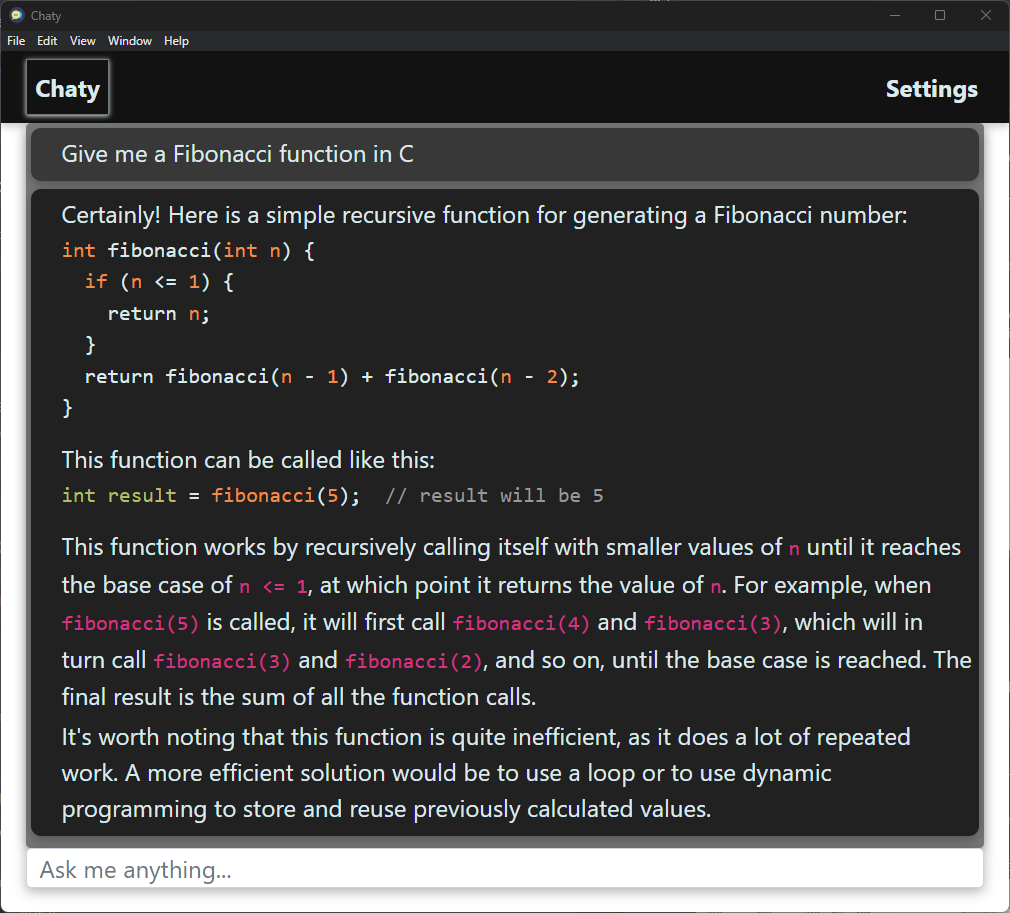 Chaty
File Edit View Window Help
Chaty Settings
Give me a Fibonacci function in C
Certainly! Here is a simple recursive function for generating a Fibonacci number:
int fibonacci(int n) {
  if (n <= 1) {
    return n;
  }
  return fibonacci(n - 1) + fibonacci(n - 2);
}
This function can be called like this:
int result = fibonacci(5);  // result will be 5
This function works by recursively calling itself with smaller values of n until it reaches
the base case of n <= 1, at which point it returns the value of n. For example, when
fibonacci(5) is called, it will first call fibonacci(4) and fibonacci(3), which will in
turn call fibonacci(3) and fibonacci(2), and so on, until the base case is reached. The
final result is the sum of all the function calls.
It's worth noting that this function is quite inefficient, as it does a lot of repeated
work. A more efficient solution would be to use a loop or to use dynamic
programming to store and reuse previously calculated values.
Ask me anything...